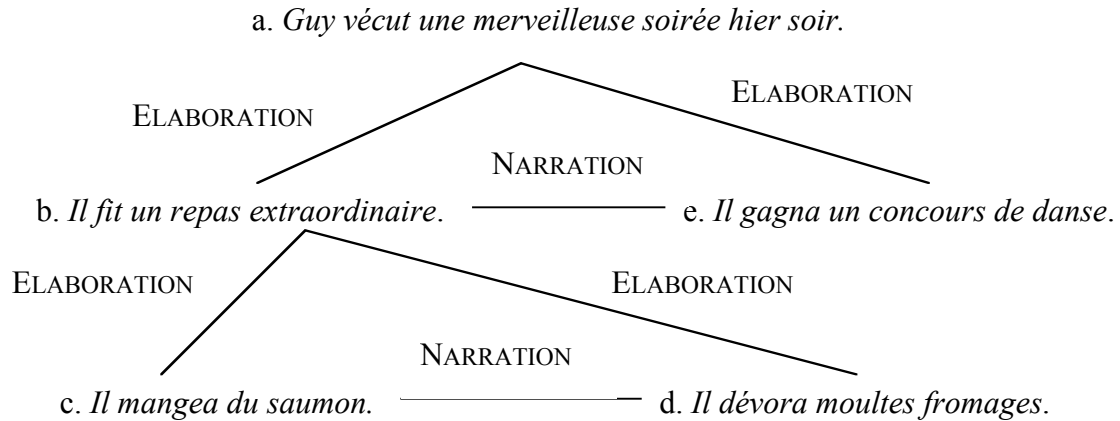 a. Guy vécut une merveilleuse soirée hier soir.
ELABORATION
ELABORATION
NARRATION
b. Il fit un repas extraordinaire.
e. Il gagna un concours de danse.
ELABORATION
ELABORATION
NARRATION
c. Il mangea du saumon.
d. Il dévora moultes fromages.